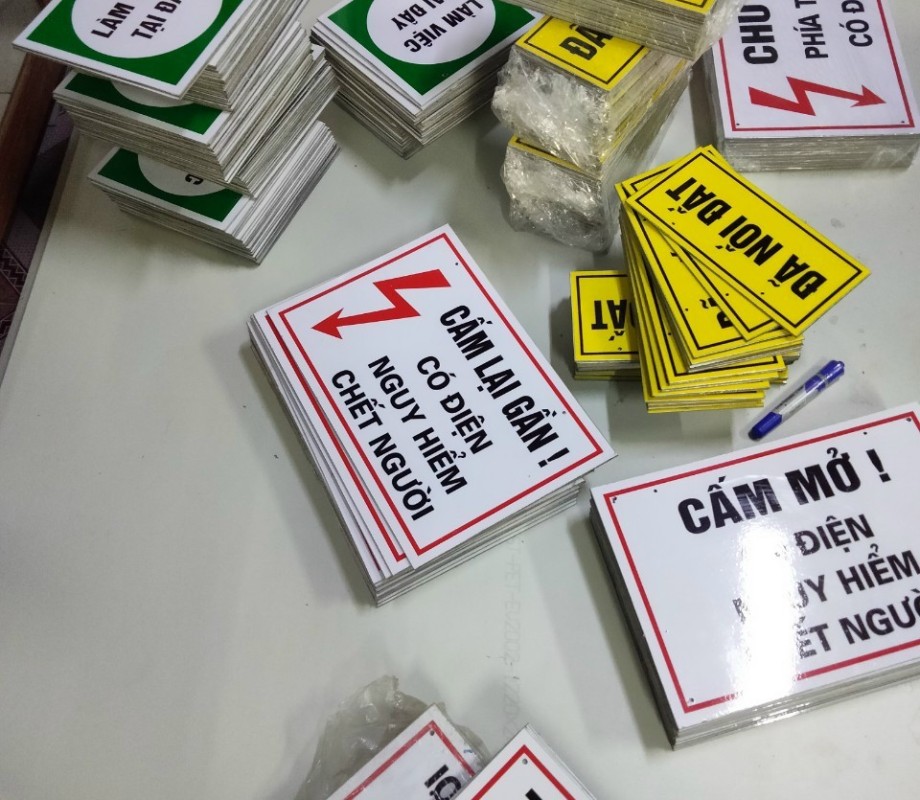 LÀM
TẠI Đ
LÀM VIỆC
ĐÂY
ĐÃ
PHÍA T
CÓ Đ
ĐÃ NỐI ĐẤT
ĐẤT
CẤM LẠI GẦN !
CÓ ĐIỆN
NGUY HIỂM
CHẾT NGƯỜI
CẤM MỞ !
ĐIỆN
UY HIỂM
ẾT NGƯỜ